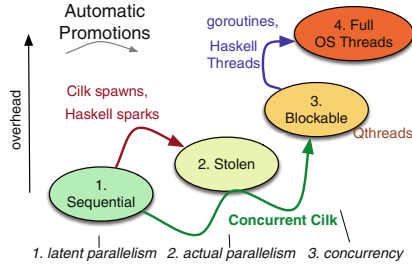 Automatic
Promotions
goroutines,
Haskell
Threads
4. Full
OS Threads
Cilk spawns,
Haskell sparks
overhead
3.
Blockable
Qthreads
2. Stolen
1.
Sequential
Concurrent Cilk
1. latent parallelism
2. actual parallelism
3. concurrency